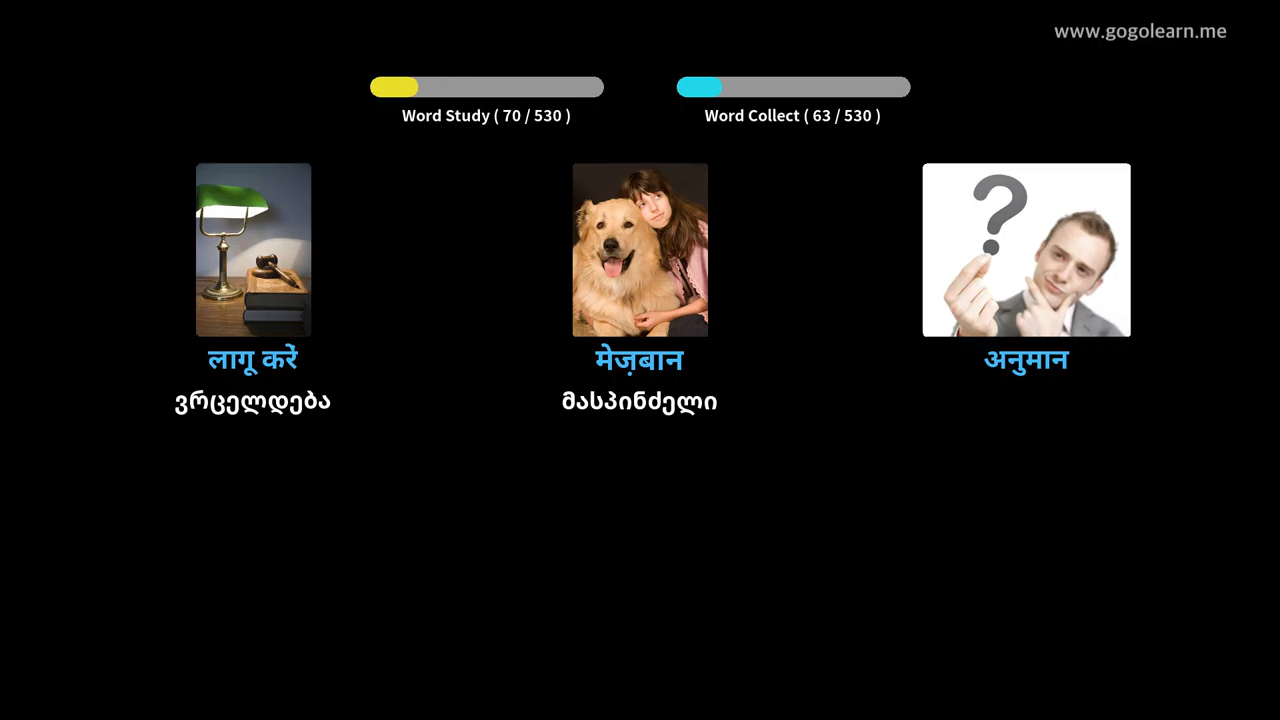 www.gogolearn.me
Word Study ( 70 / 530 )
Word Collect ( 63 / 530 )
लागू करें
मेज़बान
अनुमान
ვრცელდება
მასპინძელი